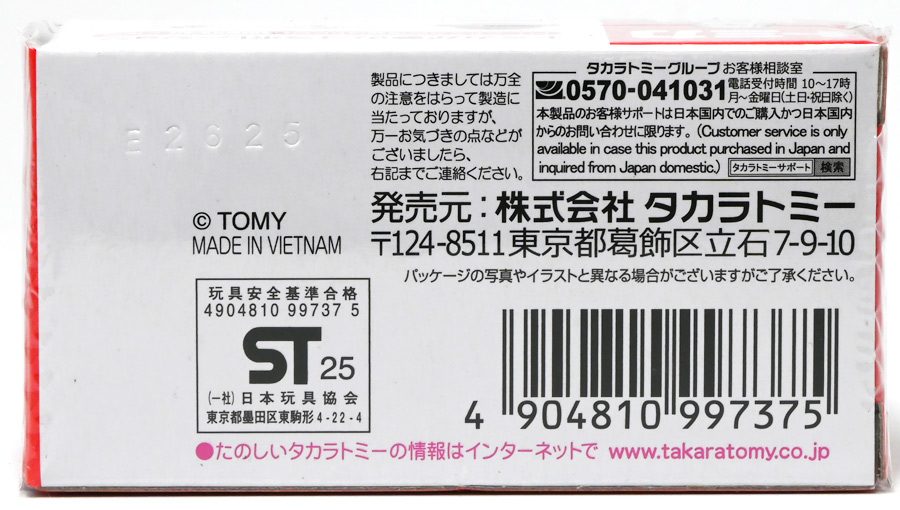 E2625
製品につきましては万全
の注意をはらって製造に
当たっておりますが、
万一お気づきの点などが
ございましたら、
右記までご連絡ください。
タカラトミーグループ お客様相談室
0570-041031 電話受付時間 10〜17時
月〜金曜日(土日・祝日除く)
本製品のお客様サポートは日本国内でのご購入かつ日本国内
からのお問い合わせに限ります。(Customer service is only
available in case this product purchased in Japan and
inquired from Japan domestic.) タカラトミーサポート 検索
© TOMY
MADE IN VIETNAM
発売元:株式会社 タカラトミー
〒124-8511 東京都葛飾区立石7-9-10
パッケージの写真やイラストと異なる場合がございますがご了承ください。
玩具安全基準合格
4904810 99737 5
ST 25
(一社)日本玩具協会
東京都墨田区東駒形4-22-4
4 904810 997375
●たのしいタカラトミーの情報はインターネットで www.takaratomy.co.jp